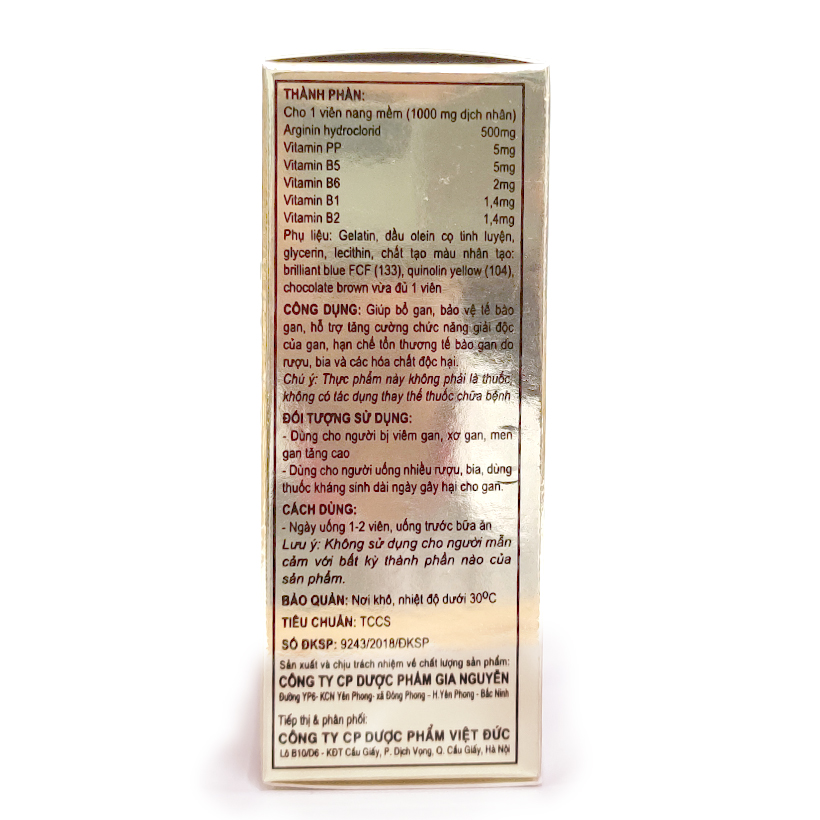 THÀNH PHẦN:
Cho 1 viên nang mềm (1000 mg dịch nhân)
Arginin hydroclorid 500mg
Vitamin PP 5mg
Vitamin B5 5mg
Vitamin B6 2mg
Vitamin B1 1,4mg
Vitamin B2 1,4mg
Phụ liệu: Gelatin, dầu olein cọ tinh luyện,
glycerin, lecithin, chất tạo màu nhân tạo:
brilliant blue FCF (133), quinolin yellow (104),
chocolate brown vừa đủ 1 viên
CÔNG DỤNG: Giúp bổ gan, bảo vệ tế bào
gan, hỗ trợ tăng cường chức năng giải độc
của gan, hạn chế tổn thương tế bào gan do
rượu, bia và các hóa chất độc hại.
Chú ý: Thực phẩm này không phải là thuốc,
không có tác dụng thay thế thuốc chữa bệnh
ĐỐI TƯỢNG SỬ DỤNG:
- Dùng cho người bị viêm gan, xơ gan, men
gan tăng cao
- Dùng cho người uống nhiều rượu, bia, dùng
thuốc kháng sinh dài ngày gây hại cho gan.
CÁCH DÙNG:
- Ngày uống 1-2 viên, uống trước bữa ăn
Lưu ý: Không sử dụng cho người mẫn
cảm với bất kỳ thành phần nào của
sản phẩm.
BẢO QUẢN: Nơi khô, nhiệt độ dưới 30ºC
TIÊU CHUẨN: TCCS
SỐ ĐKSP: 9243/2018/ĐKSP
Sản xuất và chịu trách nhiệm về chất lượng sản phẩm:
CÔNG TY CP DƯỢC PHẨM GIA NGUYÊN
Đường YP6- KCN Yên Phong- xã Đông Phong - H.Yên Phong - Bắc Ninh
Tiếp thị & phân phối:
CÔNG TY CP DƯỢC PHẨM VIỆT ĐỨC
Lô B10/D6 - KĐT Cầu Giấy, P. Dịch Vọng, Q. Cầu Giấy, Hà Nội